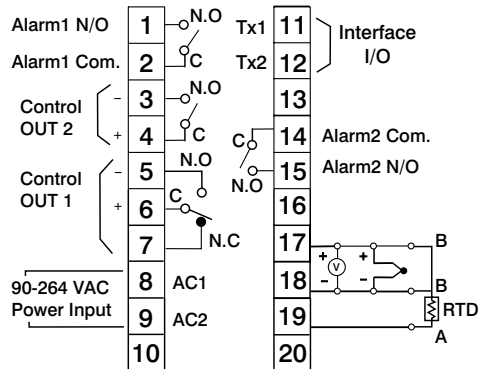 Alarm1 N/O 1 N.O
Alarm1 Com. 2 C
Control OUT 2
− 3 N.O
+ 4 C
Control OUT 1
− 5 N.O
+ 6 C
7 N.C
90-264 VAC Power Input
8 AC1
9 AC2
10
Tx1 11
Tx2 12
Interface I/O
13
C 14 Alarm2 Com.
N.O 15 Alarm2 N/O
16
17 B
+ V − + −
18 B
RTD
19 A
20